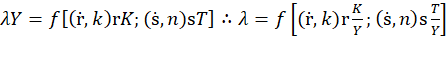 λY = f[(ṙ, k)rK; (ṡ, n)sT] ∴ λ = f[(ṙ, k)r K/Y; (ṡ, n)s T/Y]